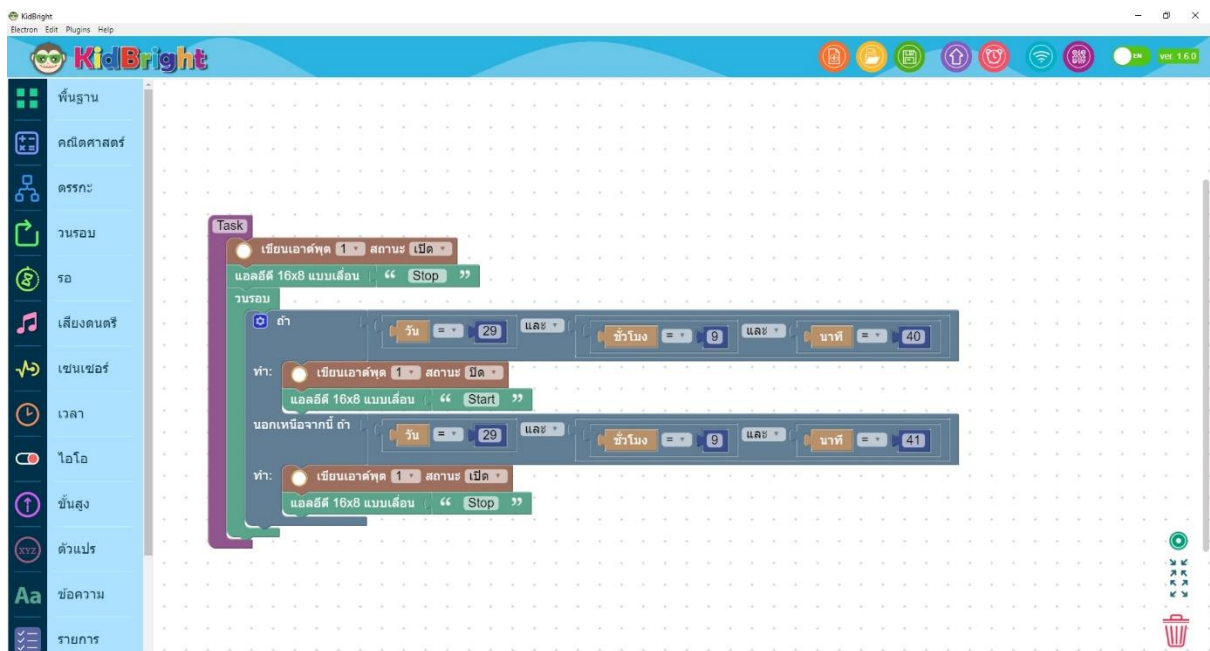 KidBright
Electron Edit Plugins Help
KidBright
EN
ver. 1.6.0
พื้นฐาน
คณิตศาสตร์
ตรรกะ
วนรอบ
รอ
เสียงดนตรี
เซนเซอร์
เวลา
ไอโอ
ขั้นสูง
XYZ ตัวแปร
Aa ข้อความ
รายการ
Task
เขียนเอาต์พุต 1 สถานะ เปิด
แอลอีดี 16x8 แบบเลื่อน “ Stop ”
วนรอบ
ถ้า วัน = 29 และ ชั่วโมง = 9 และ นาที = 40
ทำ: เขียนเอาต์พุต 1 สถานะ ปิด
แอลอีดี 16x8 แบบเลื่อน “ Start ”
นอกเหนือจากนี้ ถ้า วัน = 29 และ ชั่วโมง = 9 และ นาที = 41
ทำ: เขียนเอาต์พุต 1 สถานะ เปิด
แอลอีดี 16x8 แบบเลื่อน “ Stop ”